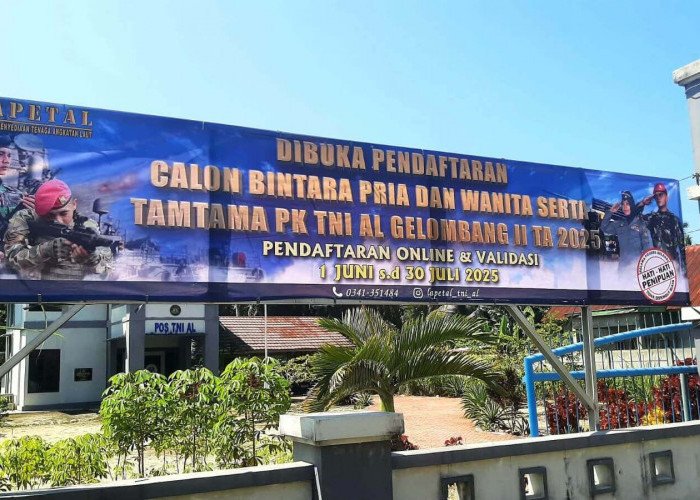 APETAL
PENYEDIAAN TENAGA ANGKATAN LAUT
DIBUKA PENDAFTARAN
CALON BINTARA PRIA DAN WANITA SERTA
TAMTAMA PK TNI AL GELOMBANG II TA 2025
PENDAFTARAN ONLINE & VALIDASI
1 JUNI s.d 30 JULI 2025
0341-351484 lapetal_tni_al
HATI - HATI
PENIPUAN
POS TNI AL